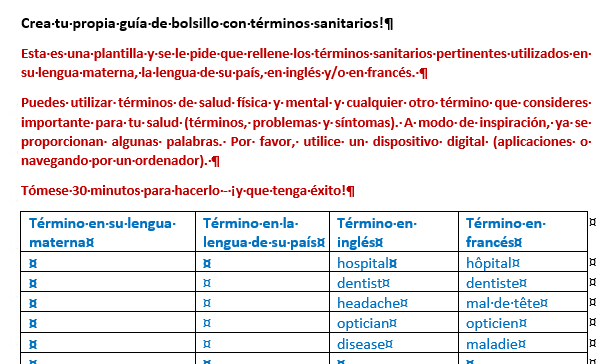 Crea tu propia guía de bolsillo con términos sanitarios!¶
Esta es una plantilla y se le pide que rellene los términos sanitarios pertinentes utilizados en
su lengua materna, la lengua de su país, en inglés y/o en francés. ¶
Puedes utilizar términos de salud física y mental y cualquier otro término que consideres
importante para tu salud (términos, problemas y síntomas). A modo de inspiración, ya se
proporcionan algunas palabras. Por favor, utilice un dispositivo digital (aplicaciones o
navegando por un ordenador). ¶
Tómese 30 minutos para hacerlo – ¡y que tenga éxito!¶
Término en su lengua materna¤ Término en la lengua de su país¤ Término en inglés¤ Término en francés¤ ¤
¤ ¤ hospital¤ hôpital¤ ¤
¤ ¤ dentist¤ dentiste¤ ¤
¤ ¤ headache¤ mal de tête¤ ¤
¤ ¤ optician¤ opticien¤ ¤
¤ ¤ disease¤ maladie¤ ¤